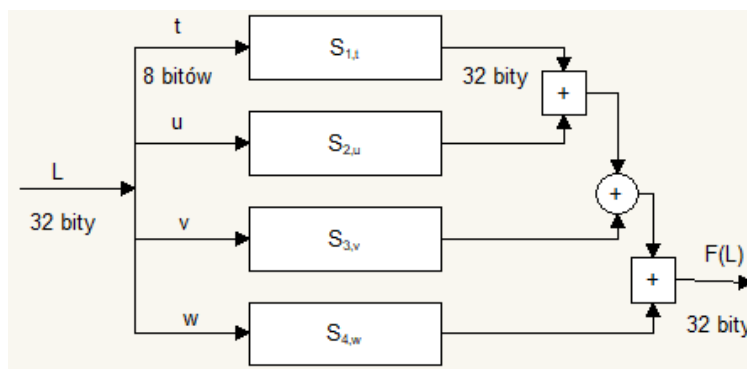 t
S1,t
8 bitów
32 bity
+
u
S2,u
L
+
32 bity
v
S3,v
F(L)
+
w
S4,w
32 bity